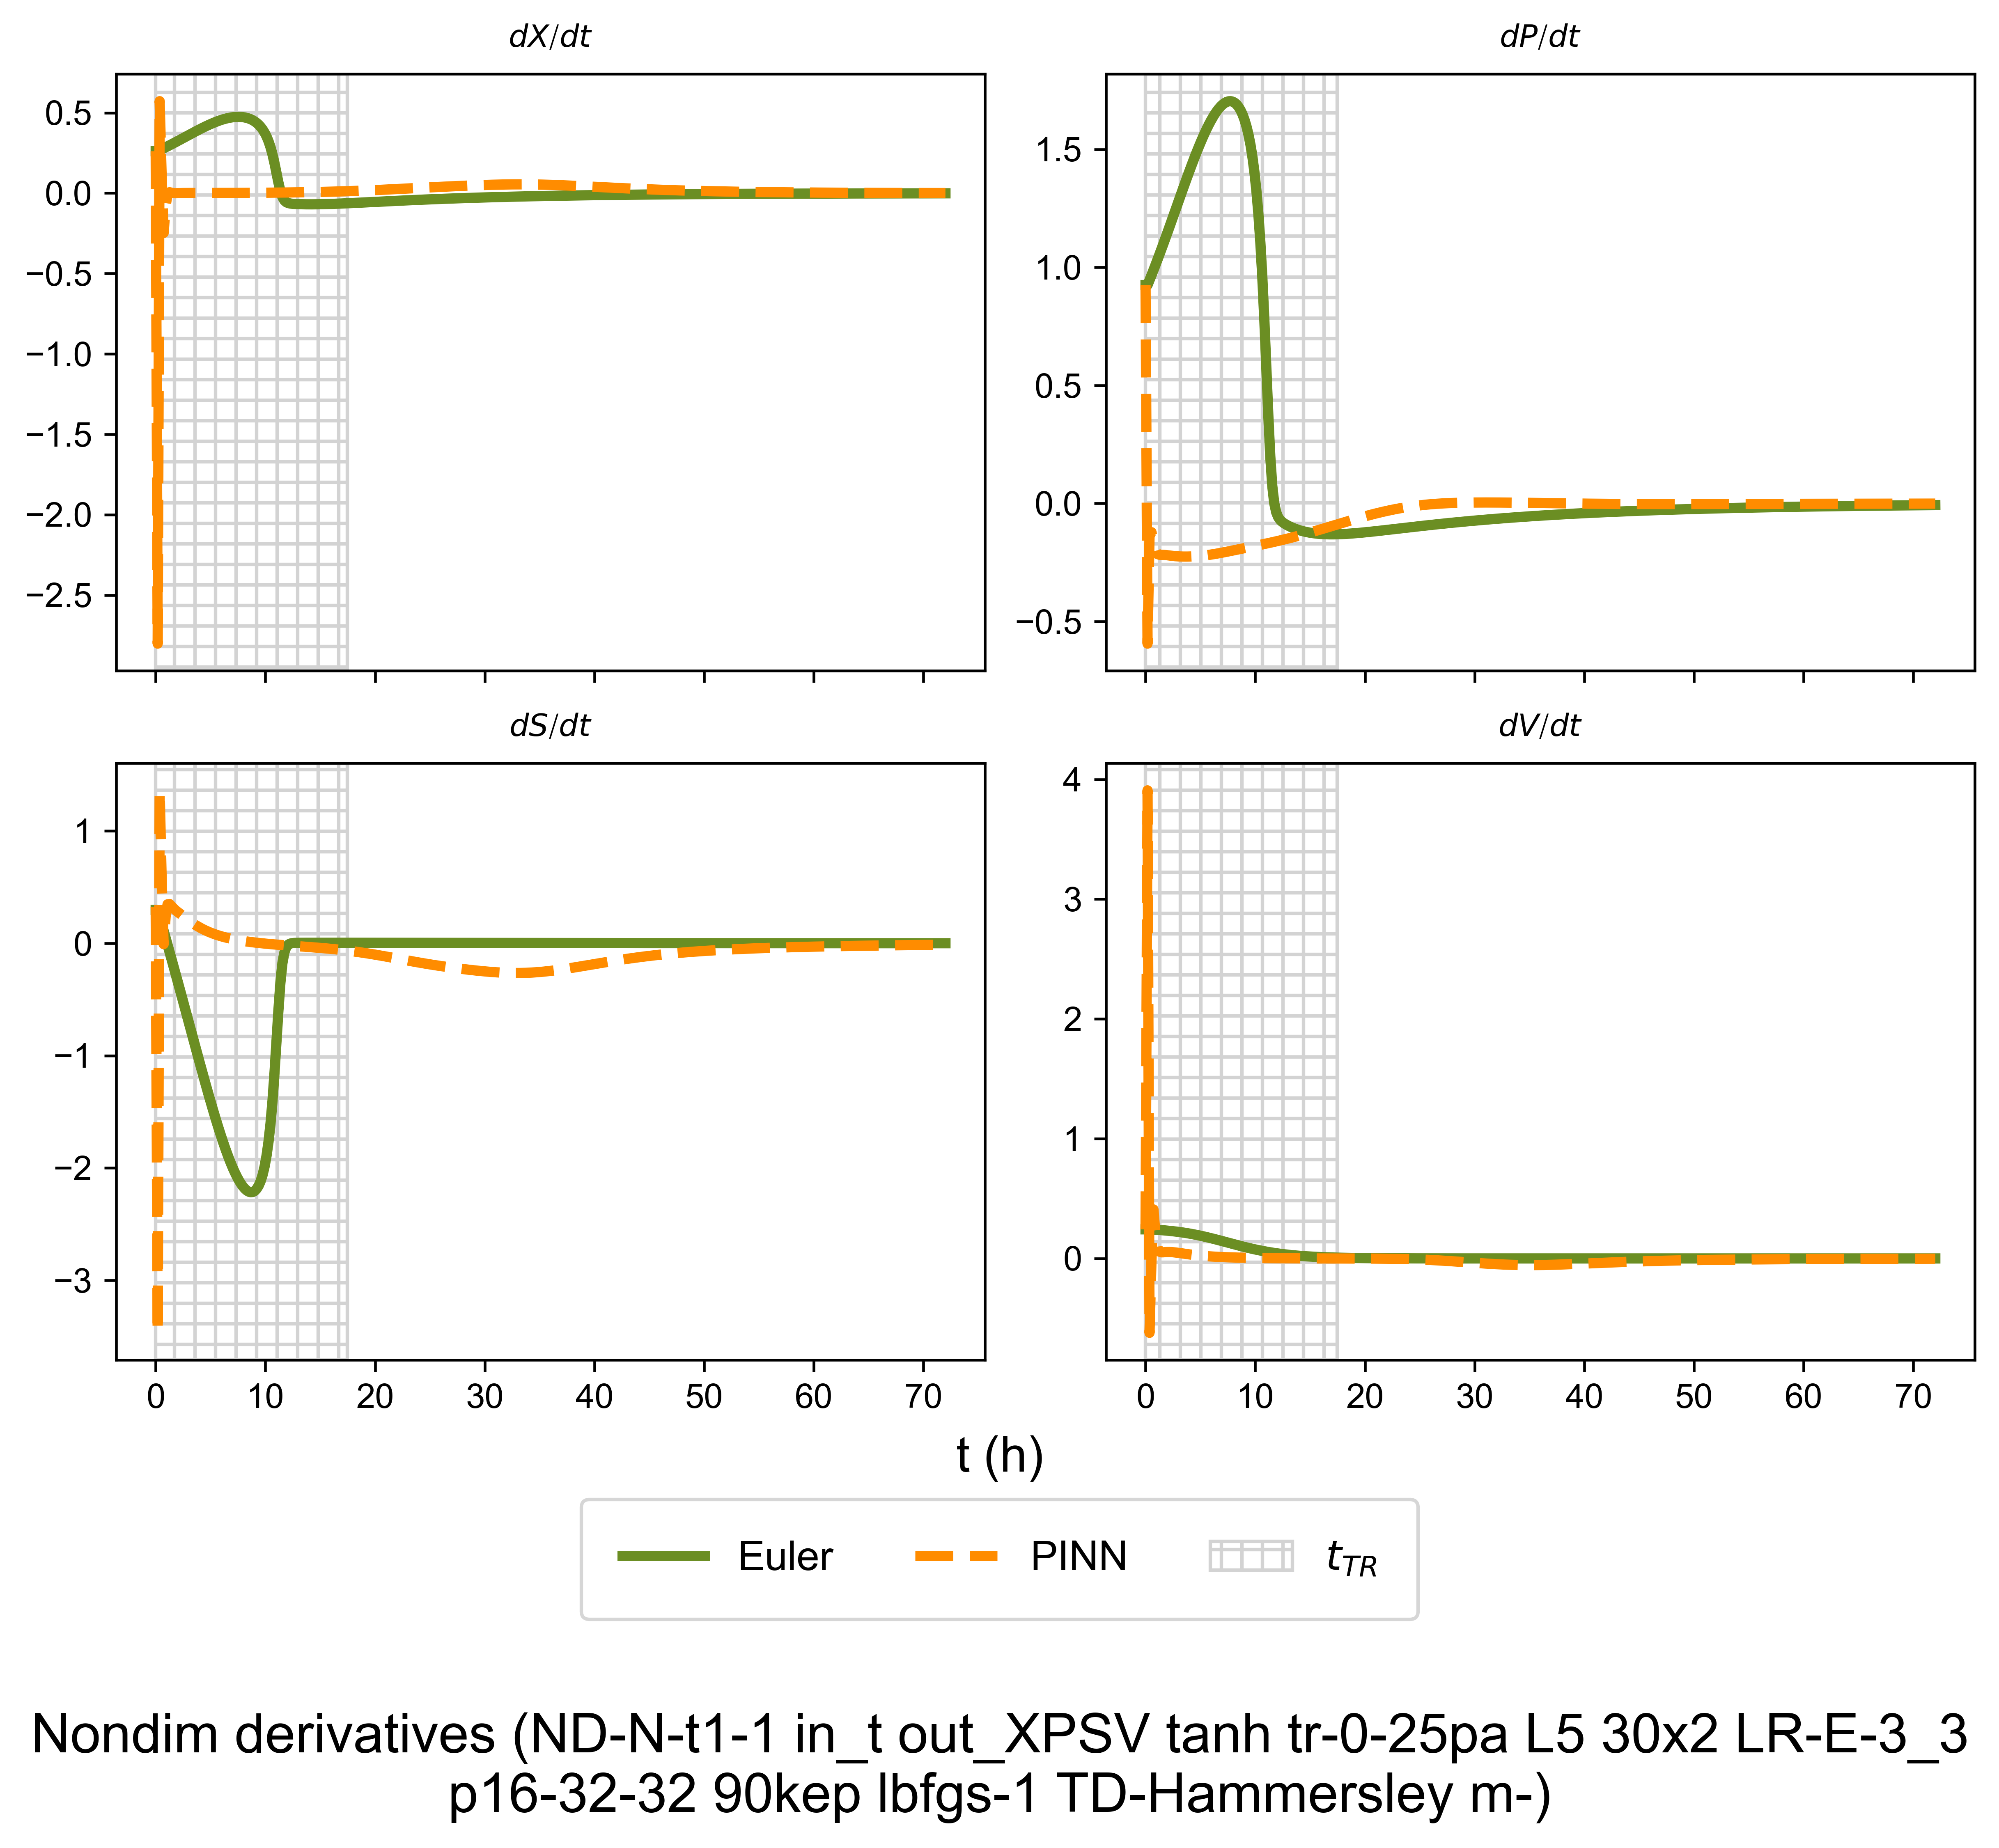 dX/dt
dP/dt
0.5
0.0
−0.5
−1.0
−1.5
−2.0
−2.5
1.5
1.0
0.5
0.0
−0.5
dS/dt
dV/dt
1
0
−1
−2
−3
4
3
2
1
0
0 10 20 30 40 50 60 70
0 10 20 30 40 50 60 70
t (h)
Euler PINN t_TR
Nondim derivatives (ND-N-t1-1 in_t out_XPSV tanh tr-0-25pa L5 30x2 LR-E-3_3
p16-32-32 90kep lbfgs-1 TD-Hammersley m-)